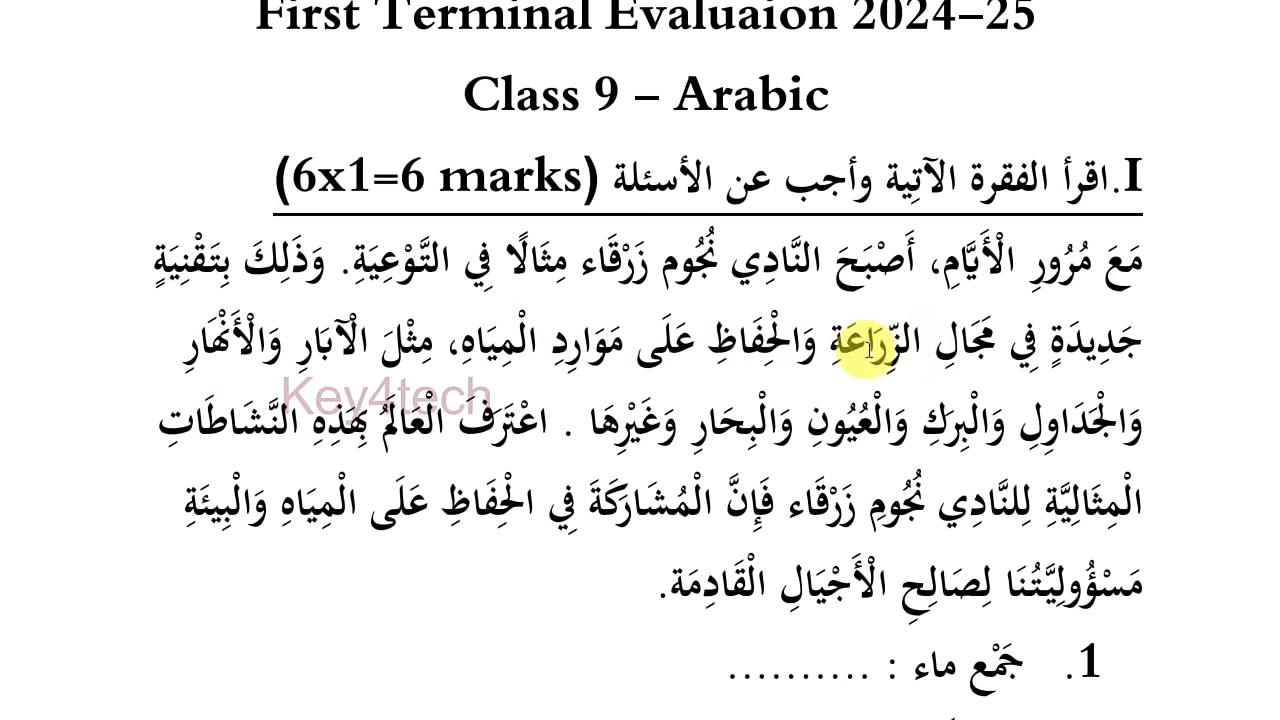 First Terminal Evaluaion 2024–25
Class 9 – Arabic
I.اقرأ الفقرة الآتِية وأجب عن الأسئلة (6x1=6 marks)
مَعَ مُرُورِ الْأَيَّامِ، أَصْبَحَ النَّادِي نُجُوم زَرْقَاء مِثَالًا فِي التَّوْعِيَةِ. وَذَلِكَ بِتَقْنِيَةٍ
جَدِيدَةٍ فِي مَجَالِ الزِّرَاعَةِ وَالْحِفَاظِ عَلَى مَوَارِدِ الْمِيَاهِ، مِثْلَ الْآبَارِ وَالْأَنْهَارِ
Key4tech
وَالْجَدَاوِلِ وَالْبِرَكِ وَالْعُيُونِ وَالْبِحَارِ وَغَيْرِهَا . اعْتَرَفَ الْعَالَمُ بِهَذِهِ النَّشَاطَاتِ
الْمِثَالِيَّةِ لِلنَّادِي نُجُومِ زَرْقَاء فَإِنَّ الْمُشَارَكَةَ فِي الْحِفَاظِ عَلَى الْمِيَاهِ وَالْبِيئَةِ
مَسْؤُولِيَّتُنَا لِصَالِحِ الْأَجْيَالِ الْقَادِمَة.
1. جَمْع ماء : ..........